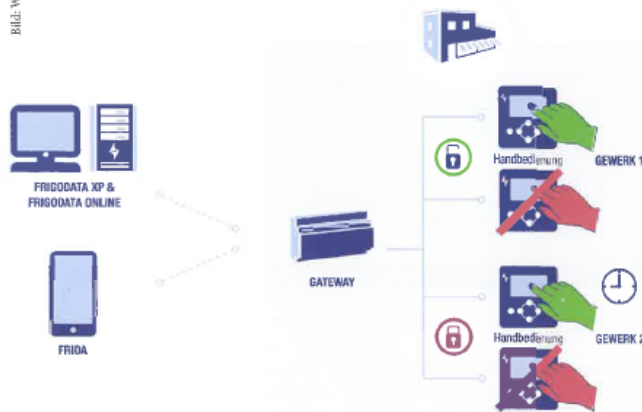 Bild: W
FRIGODATA XP &
FRIGODATA ONLINE
FRIDA
GATEWAY
Handbedienung
GEWERK 1
Handbedienung
GEWERK 2